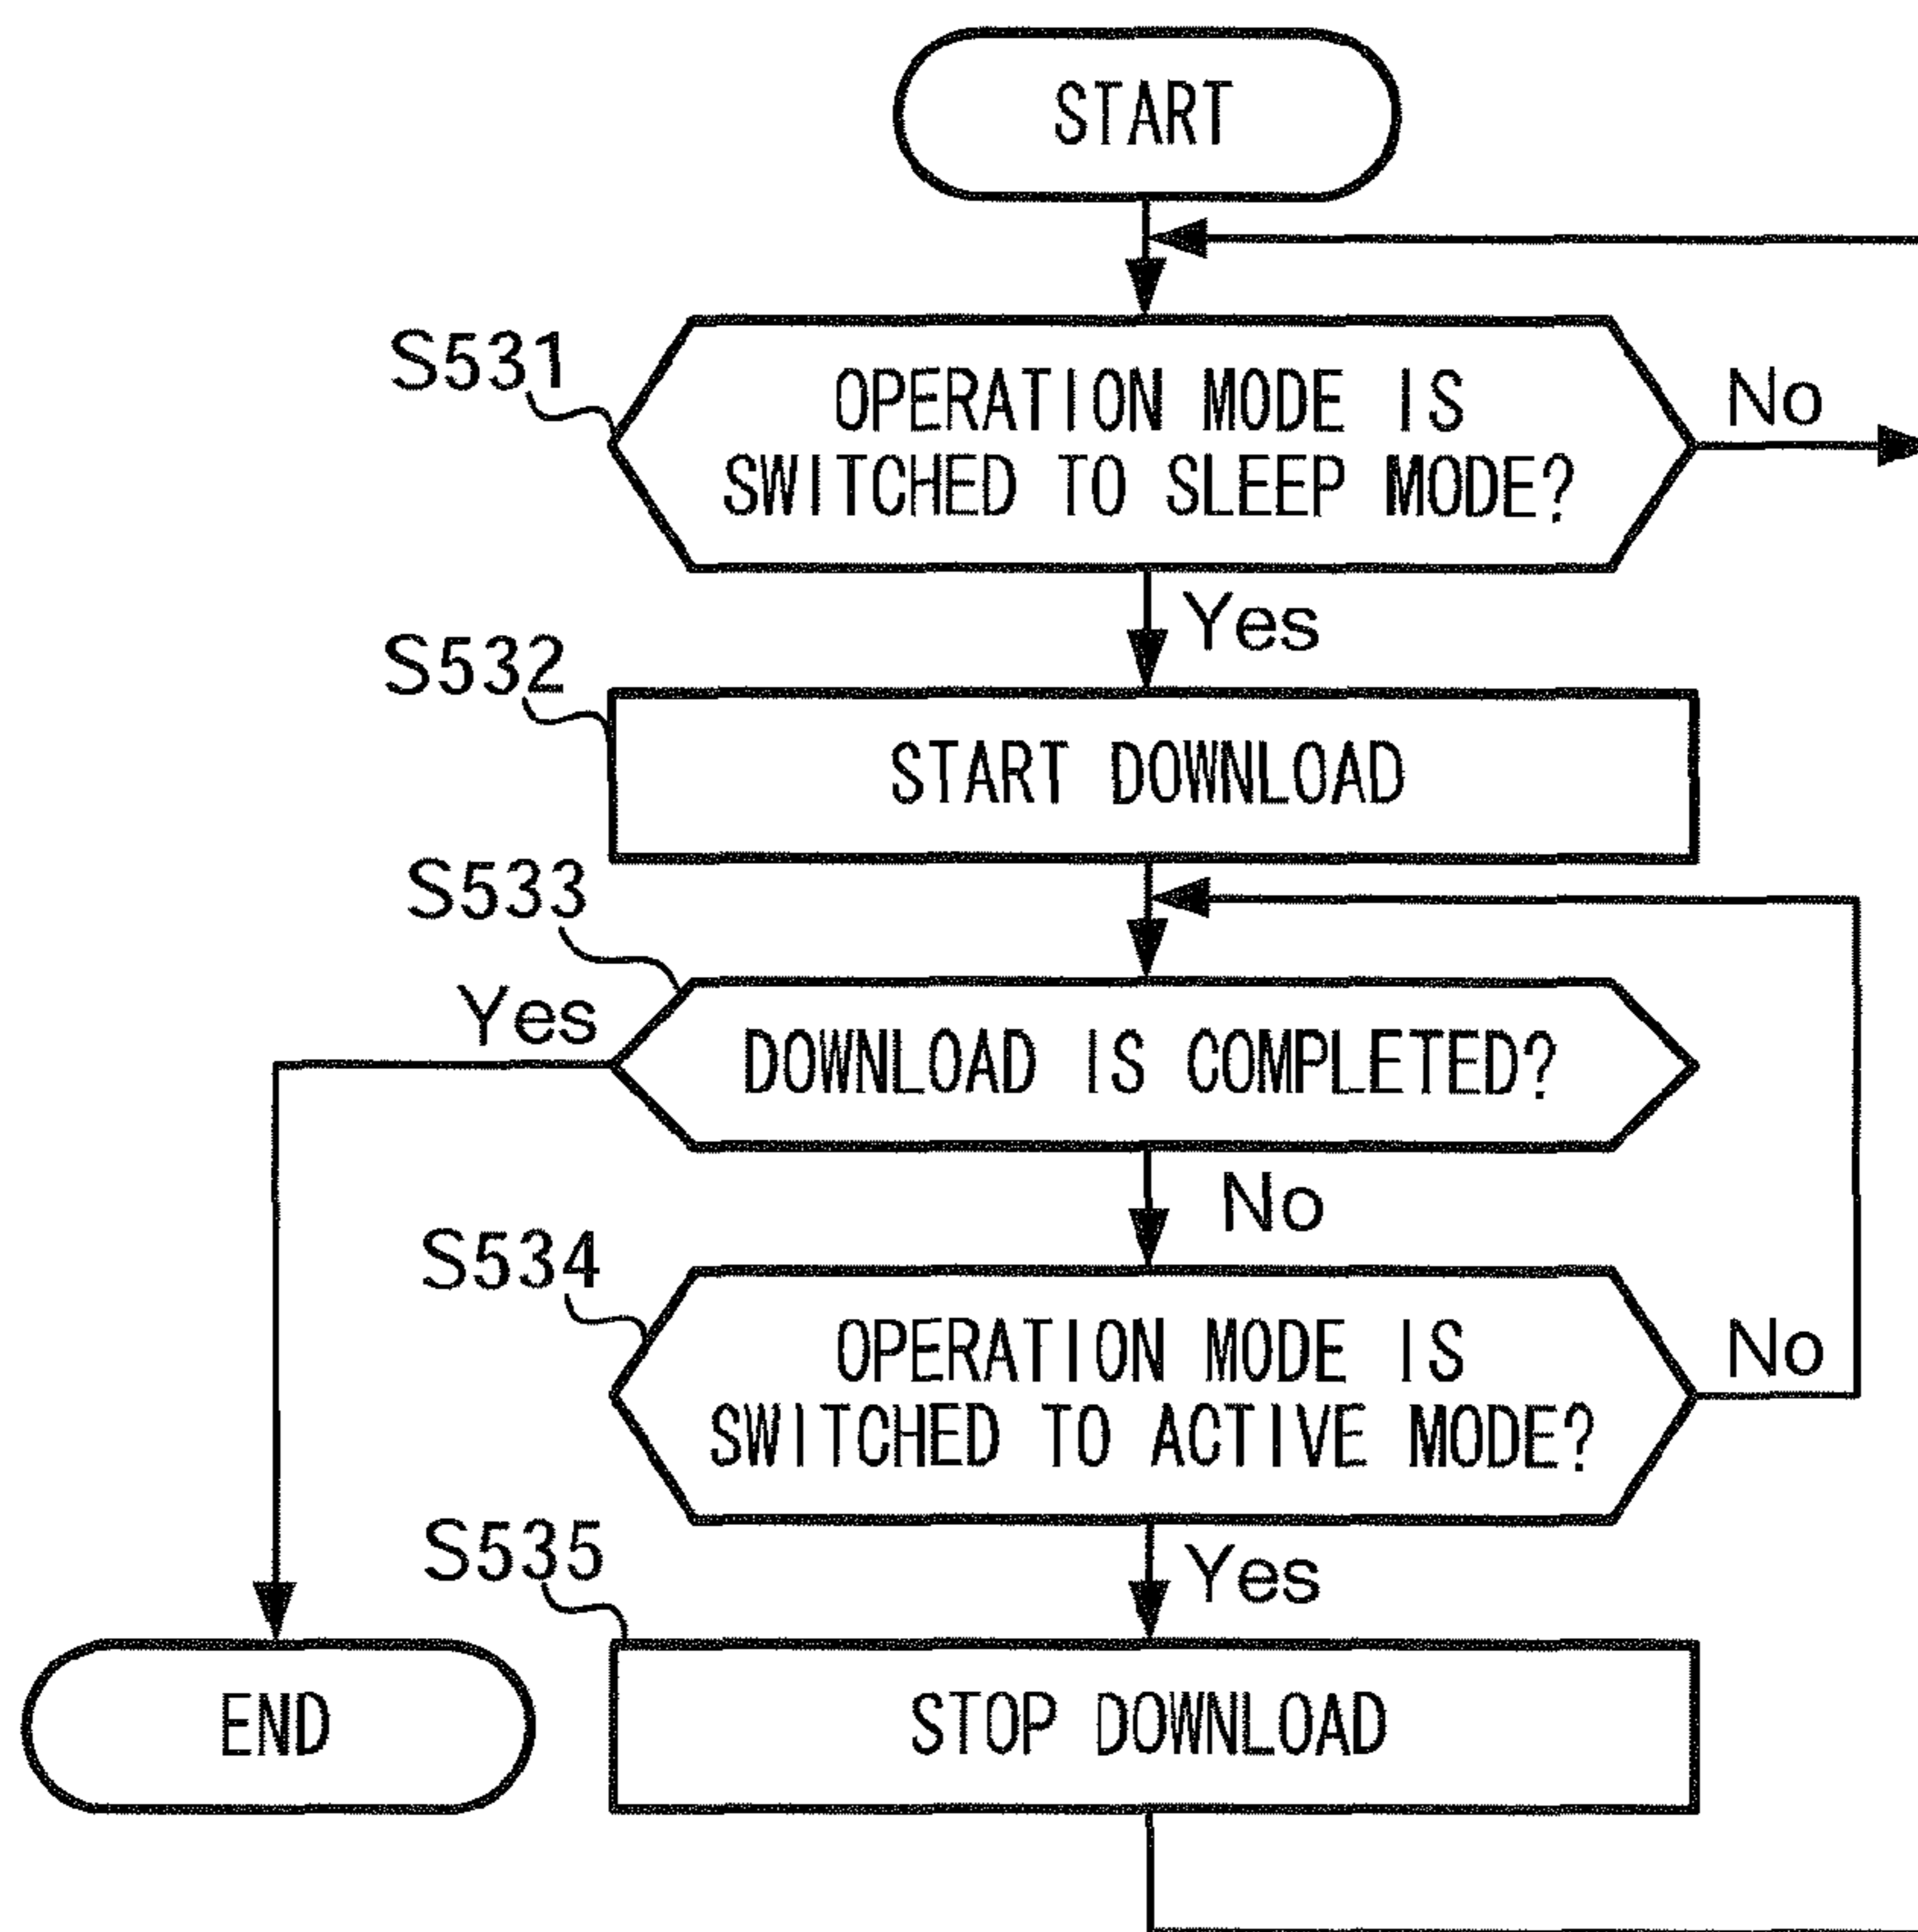 START
S531
OPERATION MODE IS
SWITCHED TO SLEEP MODE?
No
Yes
S532
START DOWNLOAD
S533
Yes
DOWNLOAD IS COMPLETED?
No
S534
OPERATION MODE IS
SWITCHED TO ACTIVE MODE?
No
S535
Yes
END
STOP DOWNLOAD